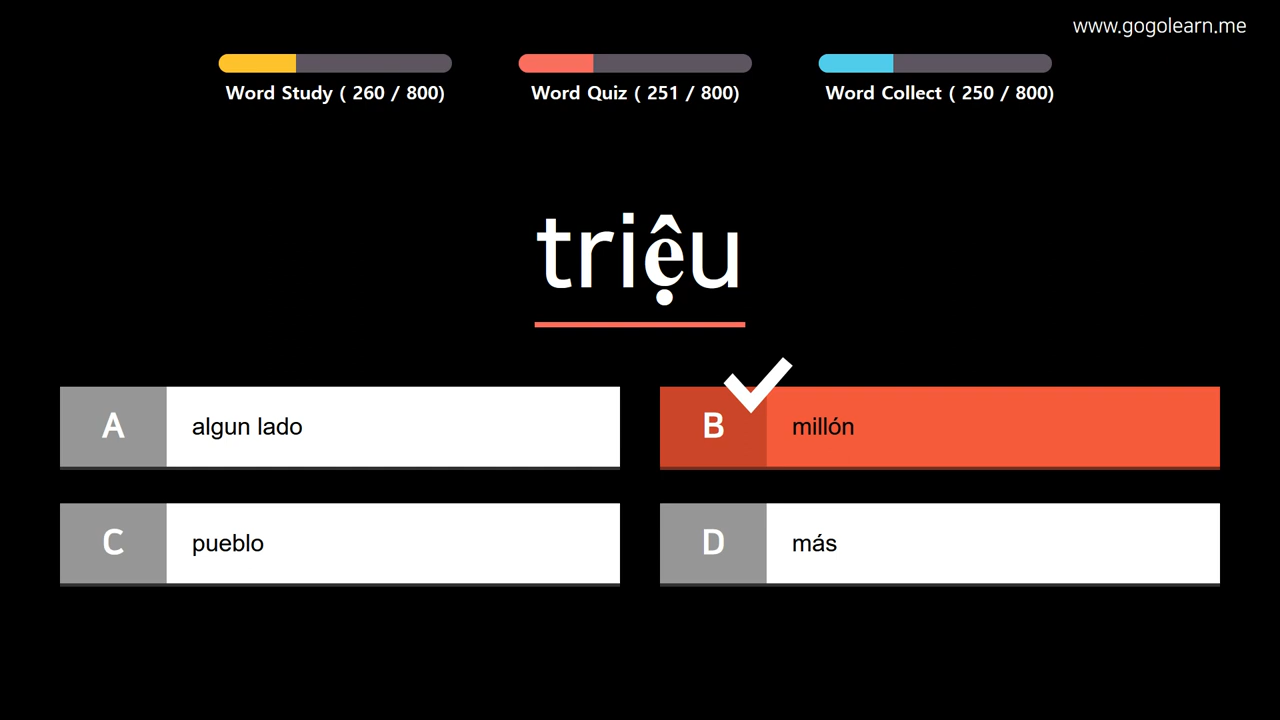 www.gogolearn.me
Word Study ( 260 / 800)
Word Quiz ( 251 / 800)
Word Collect ( 250 / 800)
triệu
A algun lado
B millón
C pueblo
D más